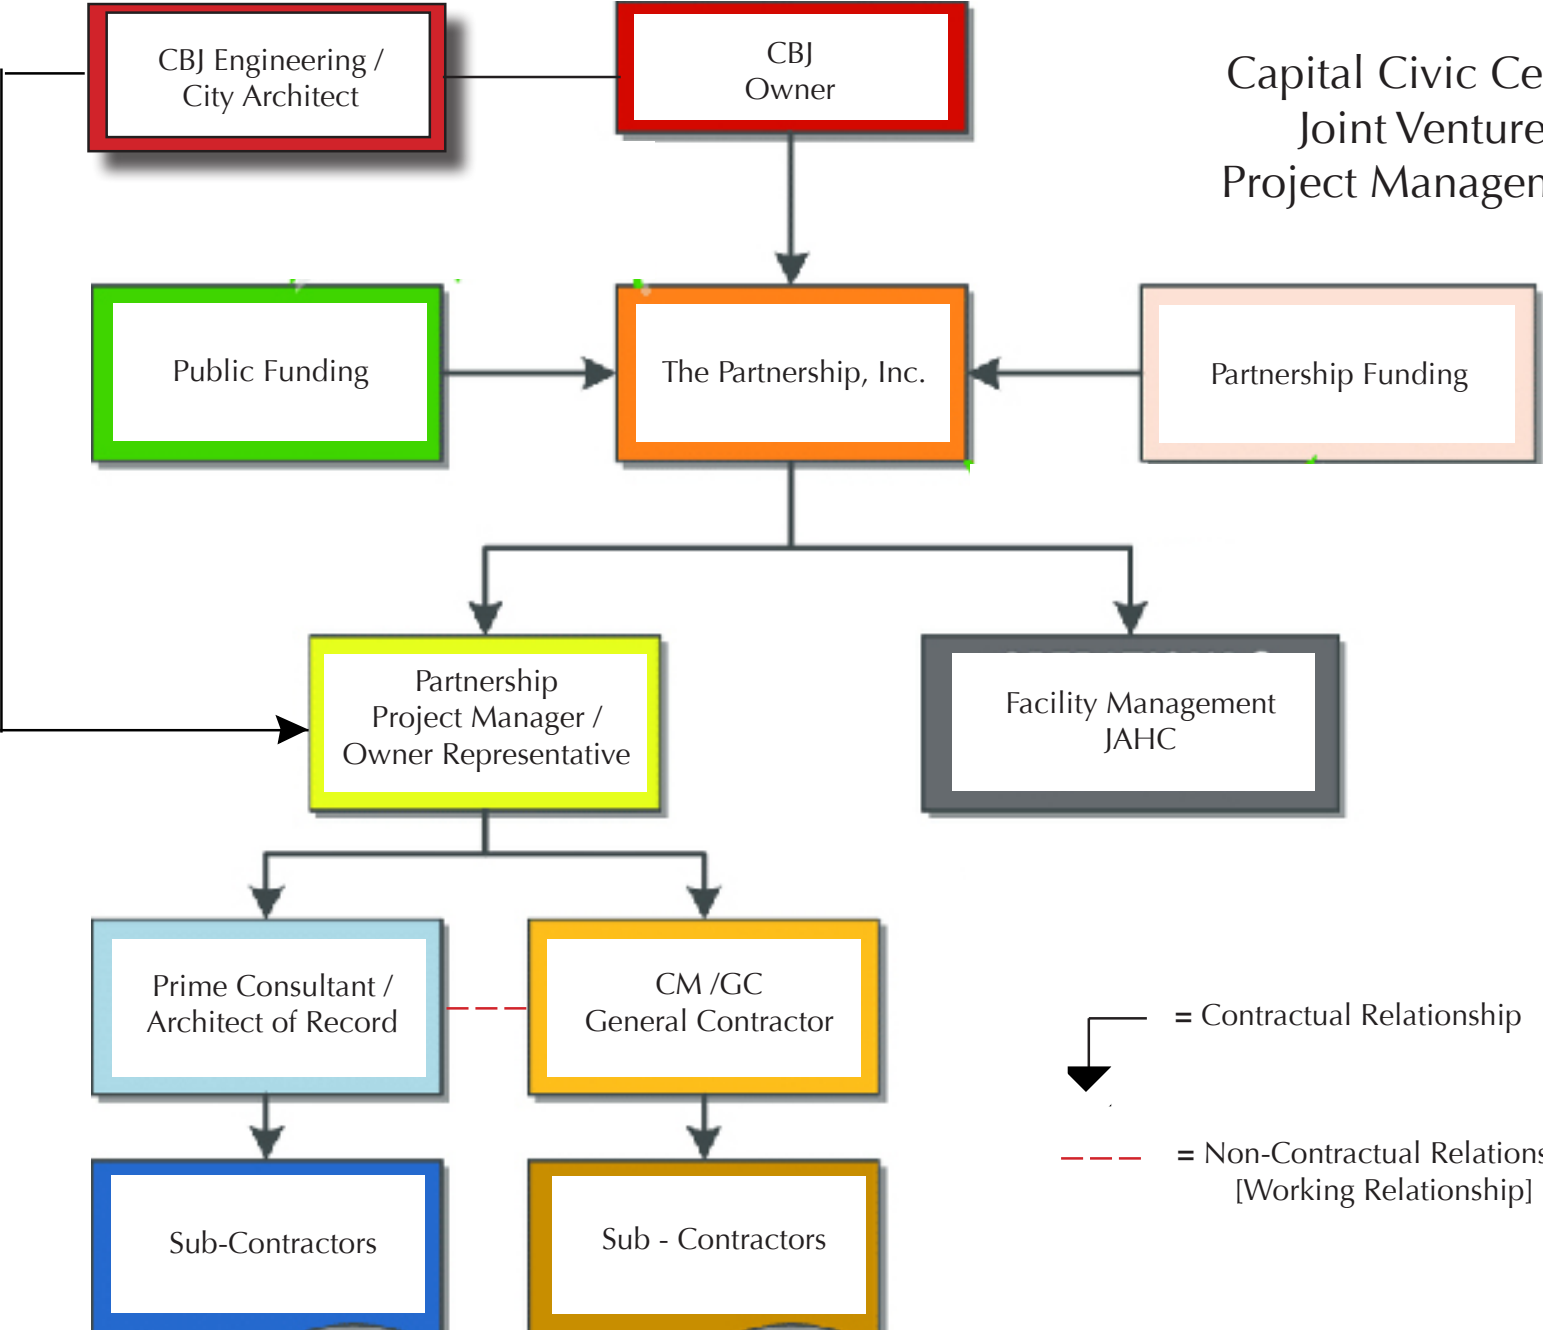 CBJ Engineering /
City Architect
CBJ
Owner
Capital Civic Ce
Joint Venture
Project Managem
Public Funding
The Partnership, Inc.
Partnership Funding
Partnership
Project Manager /
Owner Representative
Facility Management
JAHC
Prime Consultant /
Architect of Record
CM /GC
General Contractor
= Contractual Relationship
= Non-Contractual Relations
[Working Relationship]
Sub-Contractors
Sub - Contractors